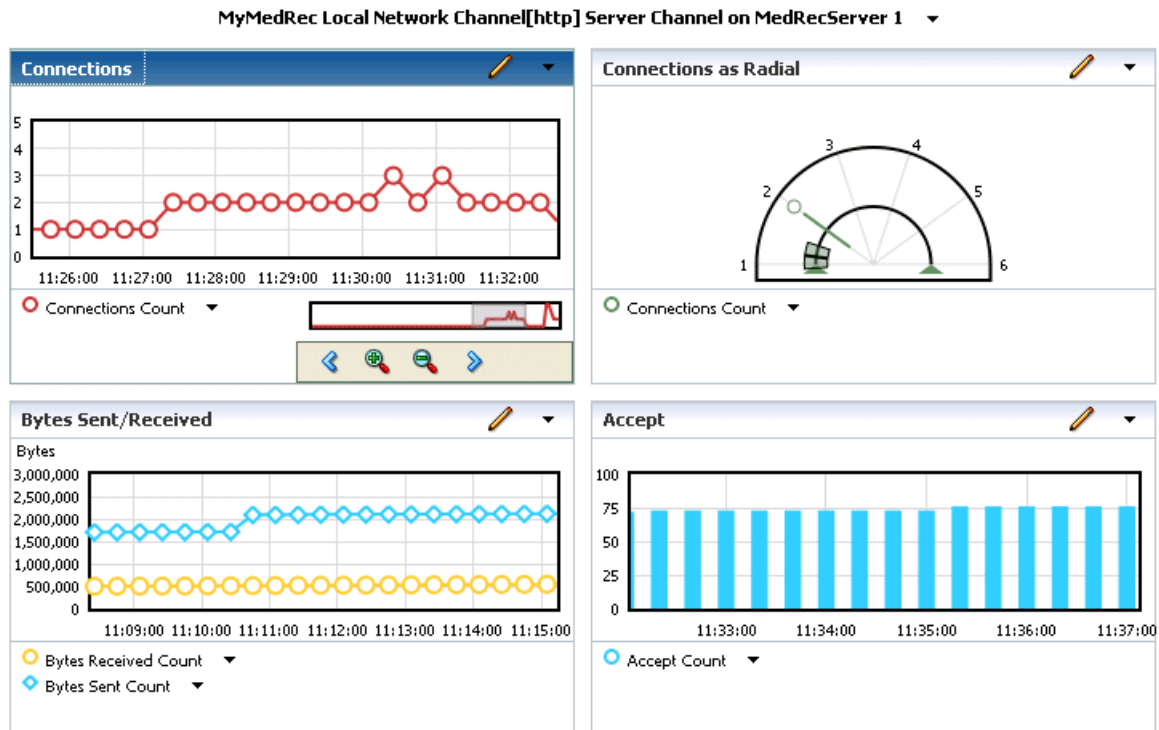 MyMedRec Local Network Channel[http] Server Channel on MedRecServer 1
Connections
5
4
3
2
1
0
11:26:00 11:27:00 11:28:00 11:29:00 11:30:00 11:31:00 11:32:00
Connections Count
Connections as Radial
1
2
3
4
5
6
Connections Count
Bytes Sent/Received
Bytes
3,000,000
2,500,000
2,000,000
1,500,000
1,000,000
500,000
0
11:09:00 11:10:00 11:11:00 11:12:00 11:13:00 11:14:00 11:15:00
Bytes Received Count
Bytes Sent Count
Accept
100
75
50
25
0
11:33:00 11:34:00 11:35:00 11:36:00 11:37:00
Accept Count